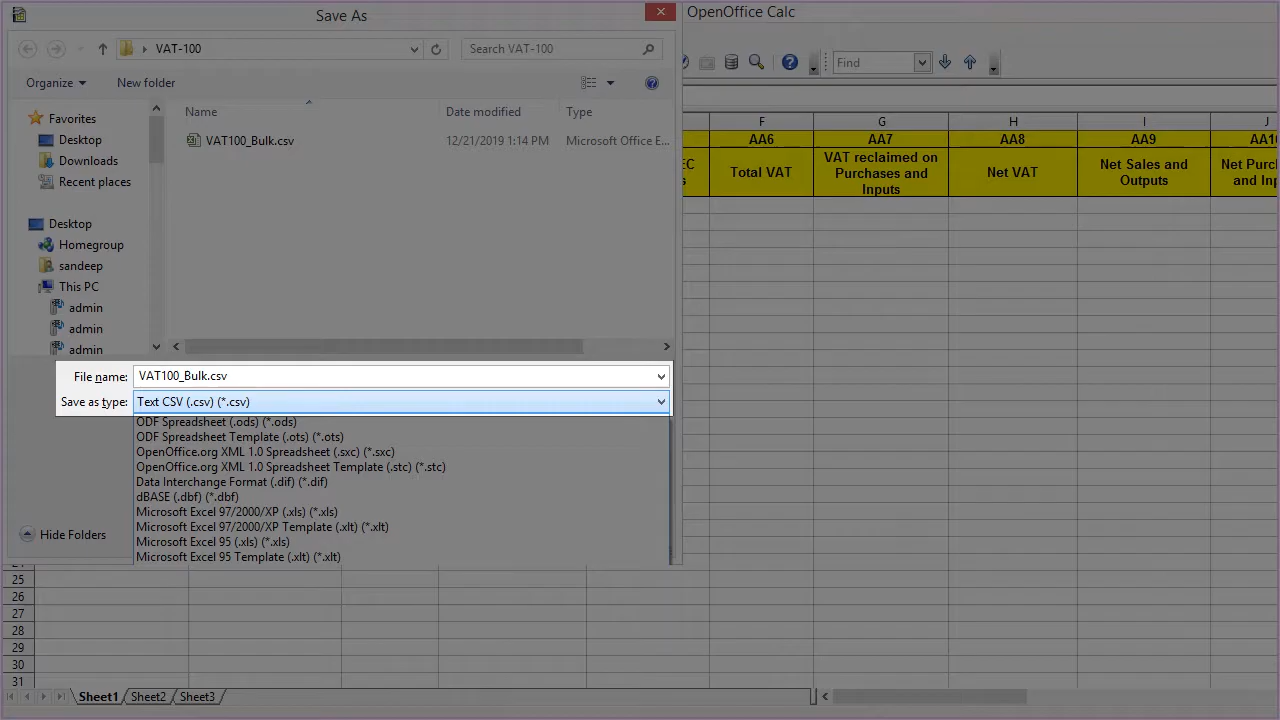 Save As
OpenOffice Calc
VAT-100
Search VAT-100
Find
Organize
New folder
Name
Date modified
Type
VAT100_Bulk.csv
12/21/2019 1:14 PM
Microsoft Office E...
Favorites
Desktop
Downloads
Recent places
Desktop
Homegroup
sandeep
This PC
admin
admin
admin
F
G
H
I
J
AA6
AA7
AA8
AA9
Total VAT
VAT reclaimed on
Purchases and
Inputs
Net VAT
Net Sales and
Outputs
File name:
VAT100_Bulk.csv
Save as type:
Text CSV (.csv) (*.csv)
ODF Spreadsheet (.ods) (*.ods)
ODF Spreadsheet Template (.ots) (*.ots)
OpenOffice.org XML 1.0 Spreadsheet (.sxc) (*.sxc)
OpenOffice.org XML 1.0 Spreadsheet Template (.stc) (*.stc)
Data Interchange Format (.dif) (*.dif)
dBASE (.dbf) (*.dbf)
Microsoft Excel 97/2000/XP (.xls) (*.xls)
Microsoft Excel 97/2000/XP Template (.xlt) (*.xlt)
Microsoft Excel 95 (.xls) (*.xls)
Microsoft Excel 95 Template (.xlt) (*.xlt)
Hide Folders
25
26
27
28
29
30
31
Sheet1
Sheet2
Sheet3